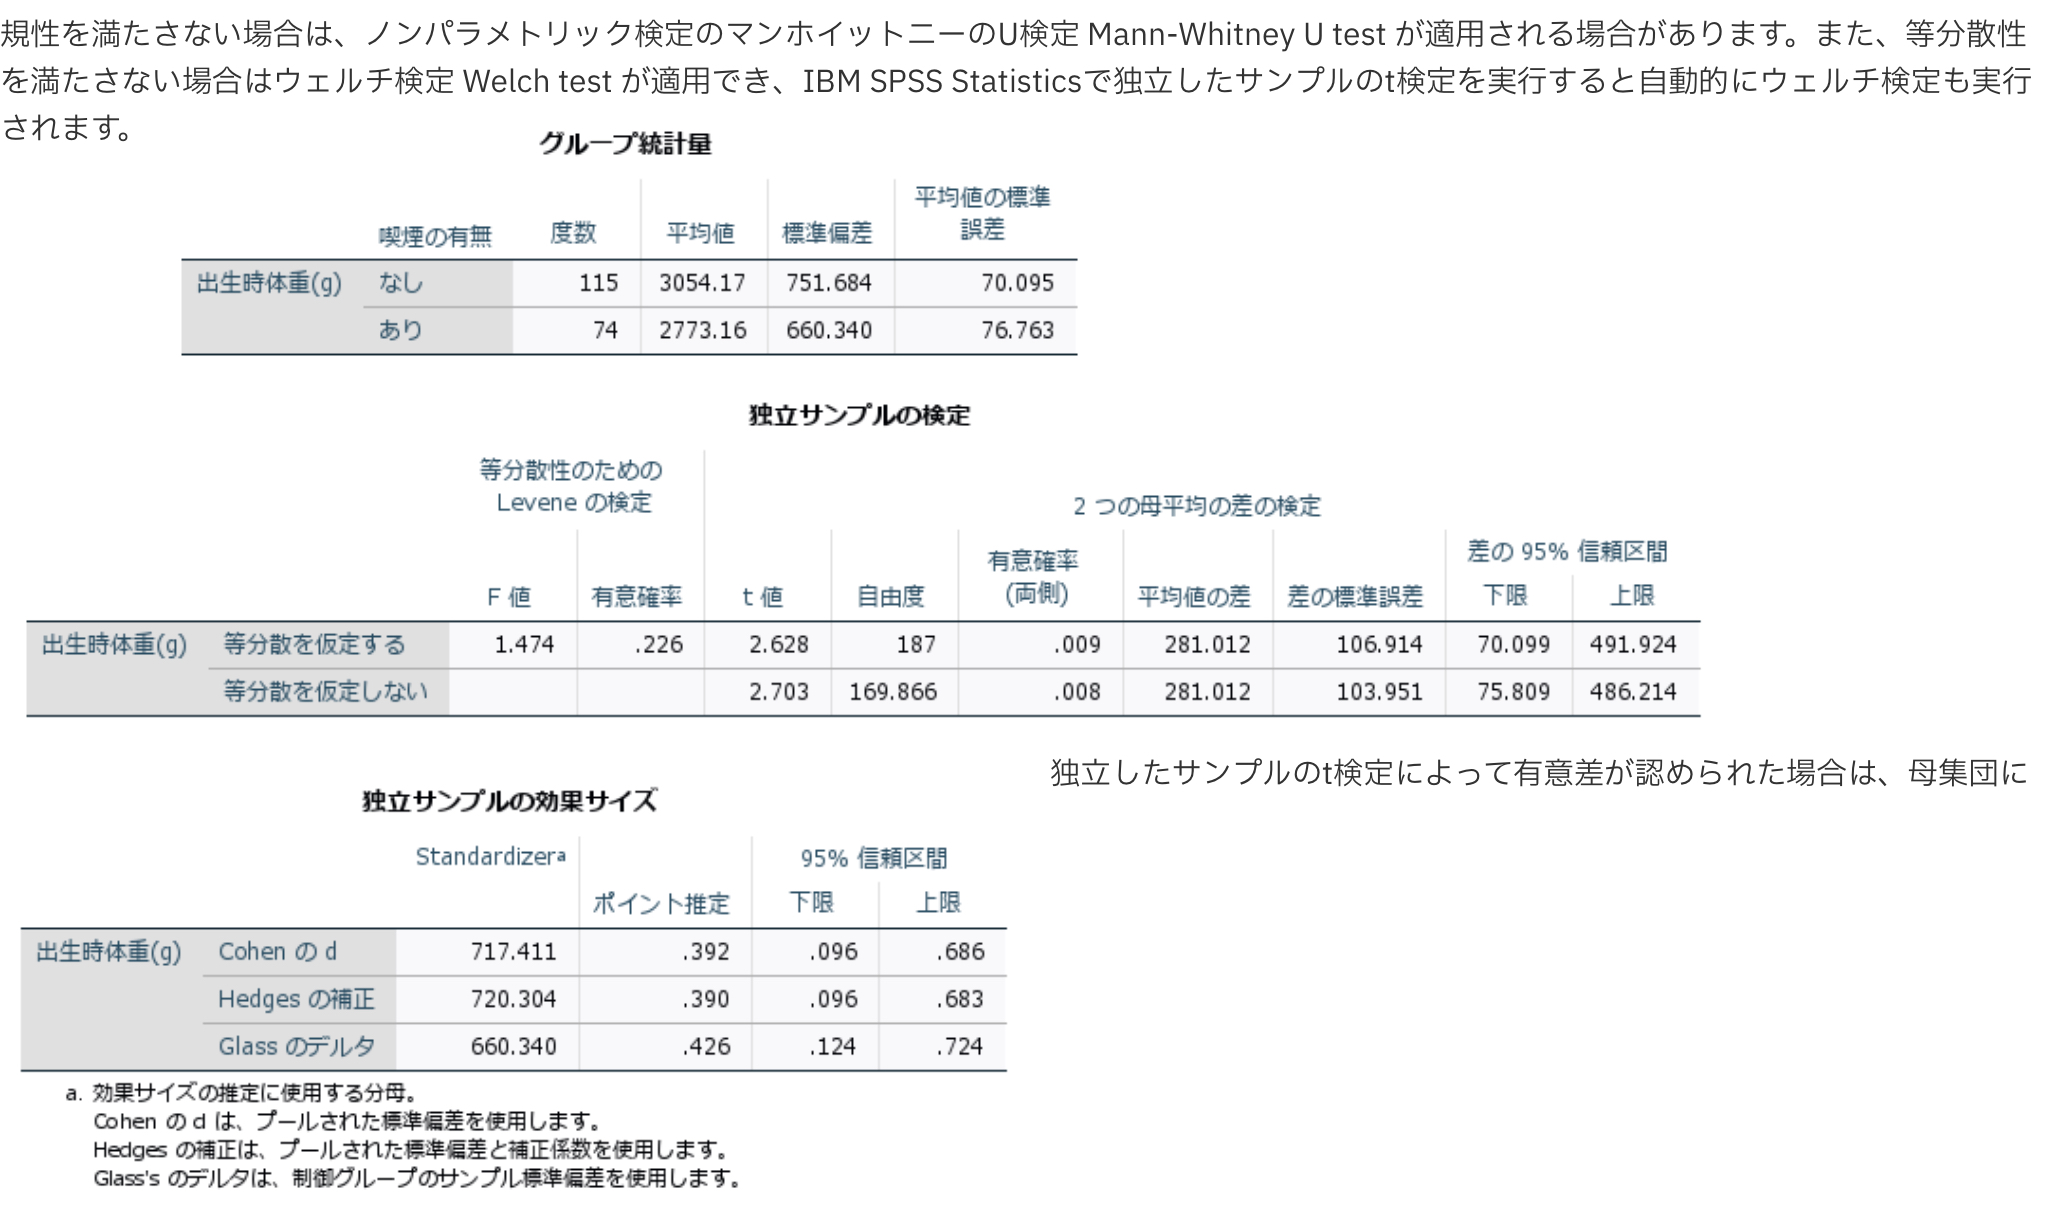 規性を満たさない場合は、ノンパラメトリック検定のマンホイットニーのU検定 Mann-Whitney U test が適用される場合があります。また、等分散性
を満たさない場合はウェルチ検定 Welch test が適用でき、IBM SPSS Statisticsで独立したサンプルのt検定を実行すると自動的にウェルチ検定も実行
されます。
グループ統計量
喫煙の有無 度数 平均値 標準偏差 平均値の標準
誤差
出生時体重(g) なし 115 3054.17 751.684 70.095
あり 74 2773.16 660.340 76.763
独立サンプルの検定
等分散性のための
Levene の検定
2 つの母平均の差の検定
F 値 有意確率 t 値 自由度 有意確率
(両側) 平均値の差 差の標準誤差
差の 95% 信頼区間
下限 上限
出生時体重(g) 等分散を仮定する 1.474 .226 2.628 187 .009 281.012 106.914 70.099 491.924
等分散を仮定しない 2.703 169.866 .008 281.012 103.951 75.809 486.214
独立したサンプルのt検定によって有意差が認められた場合は、母集団に
独立サンプルの効果サイズ
Standardizerª ポイント推定 95% 信頼区間
下限 上限
出生時体重(g) Cohen の d 717.411 .392 .096 .686
Hedges の補正 720.304 .390 .096 .683
Glass のデルタ 660.340 .426 .124 .724
a. 効果サイズの推定に使用する分母。
Cohen の d は、プールされた標準偏差を使用します。
Hedges の補正は、プールされた標準偏差と補正係数を使用します。
Glass's のデルタは、制御グループのサンプル標準偏差を使用します。